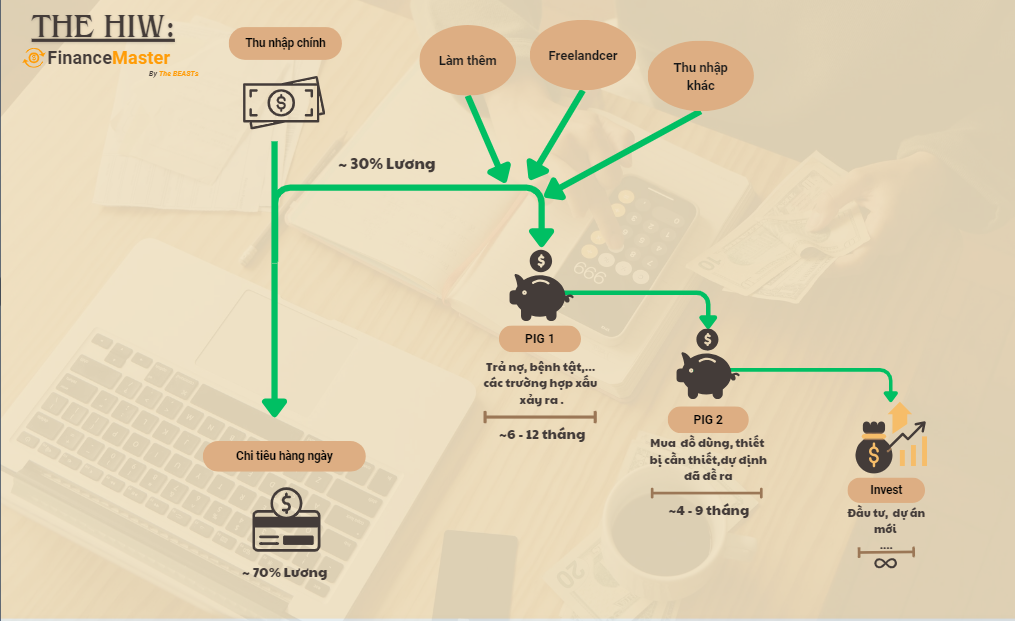 THE HIW:
FinanceMaster
By The BEASTs
Thu nhập chính
Làm thêm
Freelandcer
Thu nhập
khác
~ 30% Lương
PIG 1
Trả nợ, bệnh tật,...
các trường hợp xấu
xảy ra .
~6 - 12 tháng
PIG 2
Mua đồ dùng, thiết
bị cần thiết,dự định
đã đề ra
~4 - 9 tháng
Invest
Đầu tư, dự án
mới
....
∞
Chi tiêu hàng ngày
~ 70% Lương